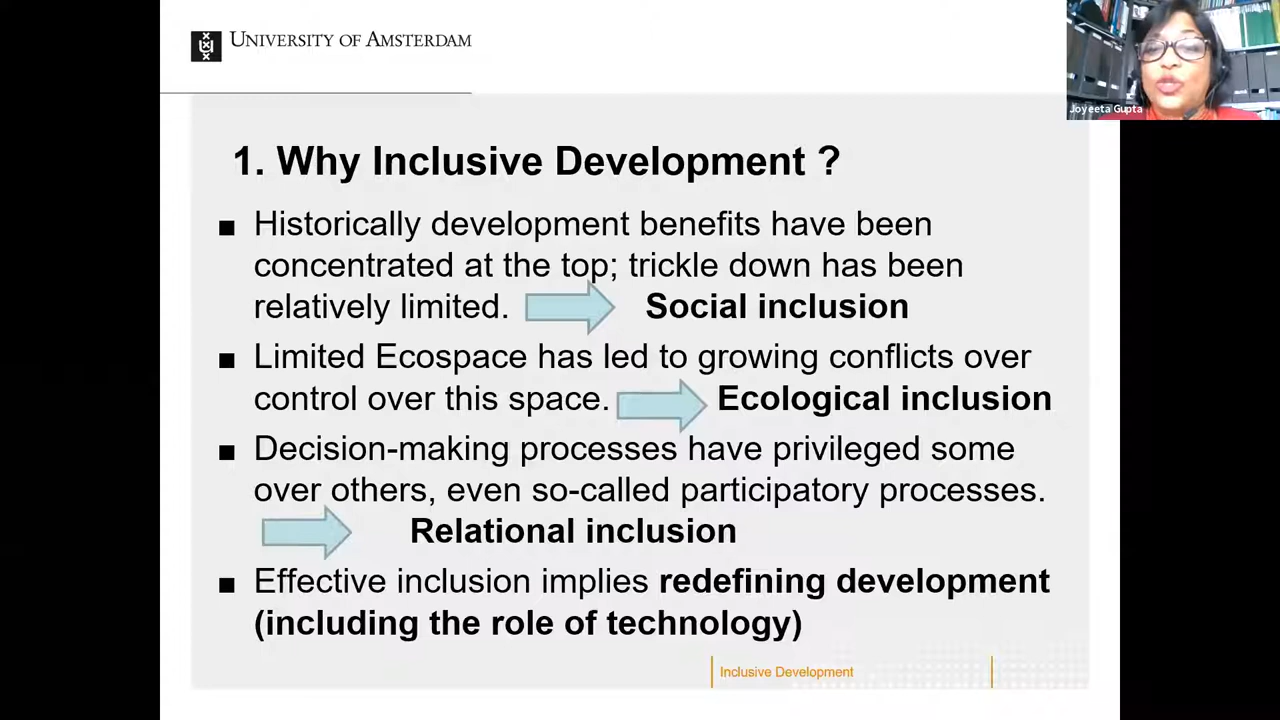 UNIVERSITY OF AMSTERDAM
Joyeeta Gupta
1. Why Inclusive Development ?
■ Historically development benefits have been
concentrated at the top; trickle down has been
relatively limited. Social inclusion
■ Limited Ecospace has led to growing conflicts over
control over this space. Ecological inclusion
■ Decision-making processes have privileged some
over others, even so-called participatory processes.
Relational inclusion
■ Effective inclusion implies redefining development
(including the role of technology)
Inclusive Development